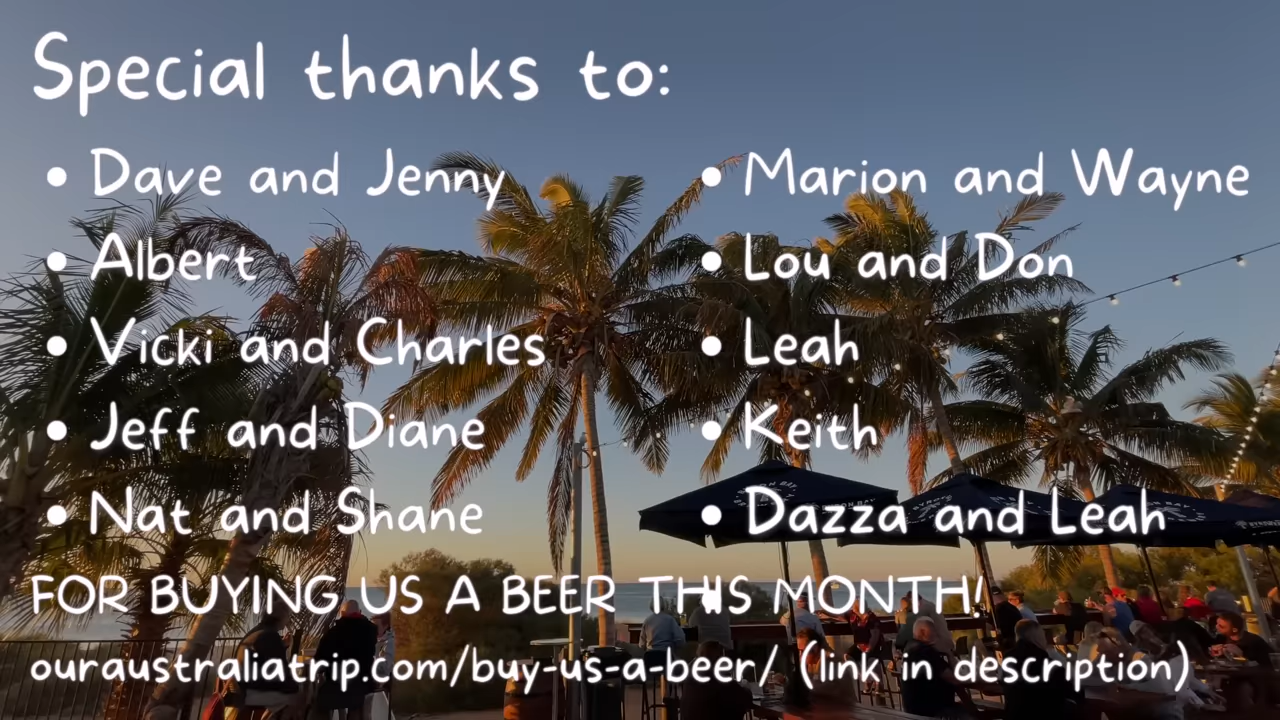 Special thanks to:
• Dave and Jenny
• Albert
• Vicki and Charles
• Jeff and Diane
• Nat and Shane
• Marion and Wayne
• Lou and Don
• Leah
• Keith
• Dazza and Leah
FOR BUYING US A BEER THIS MONTH!
ouraustraliatrip.com/buy-us-a-beer/ (link in description)